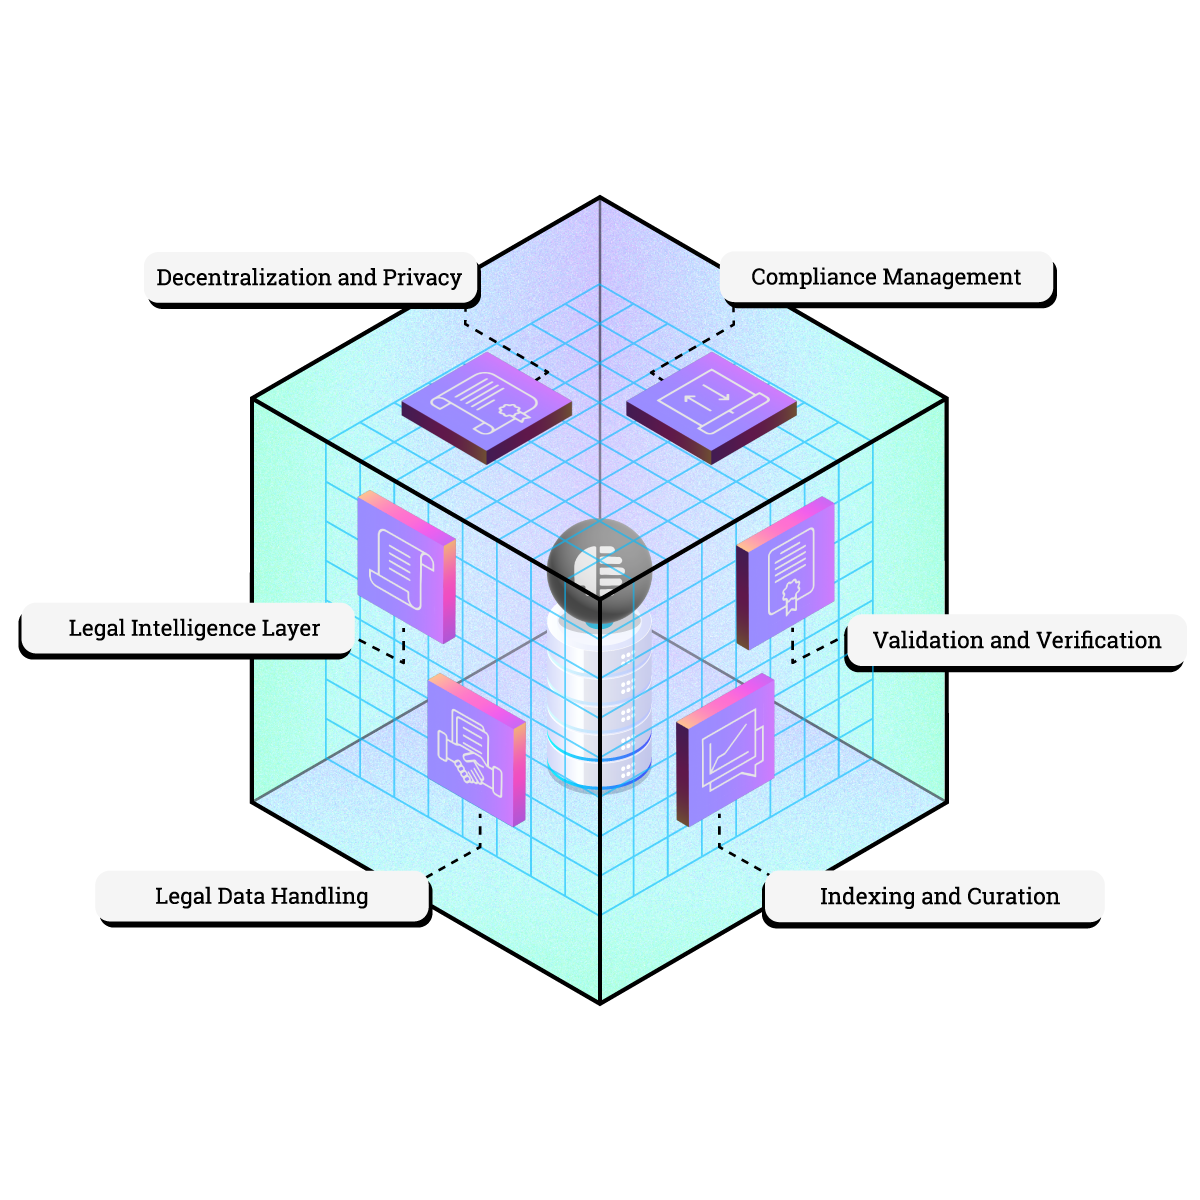 Decentralization and Privacy
Compliance Management
Legal Intelligence Layer
Validation and Verification
Legal Data Handling
Indexing and Curation